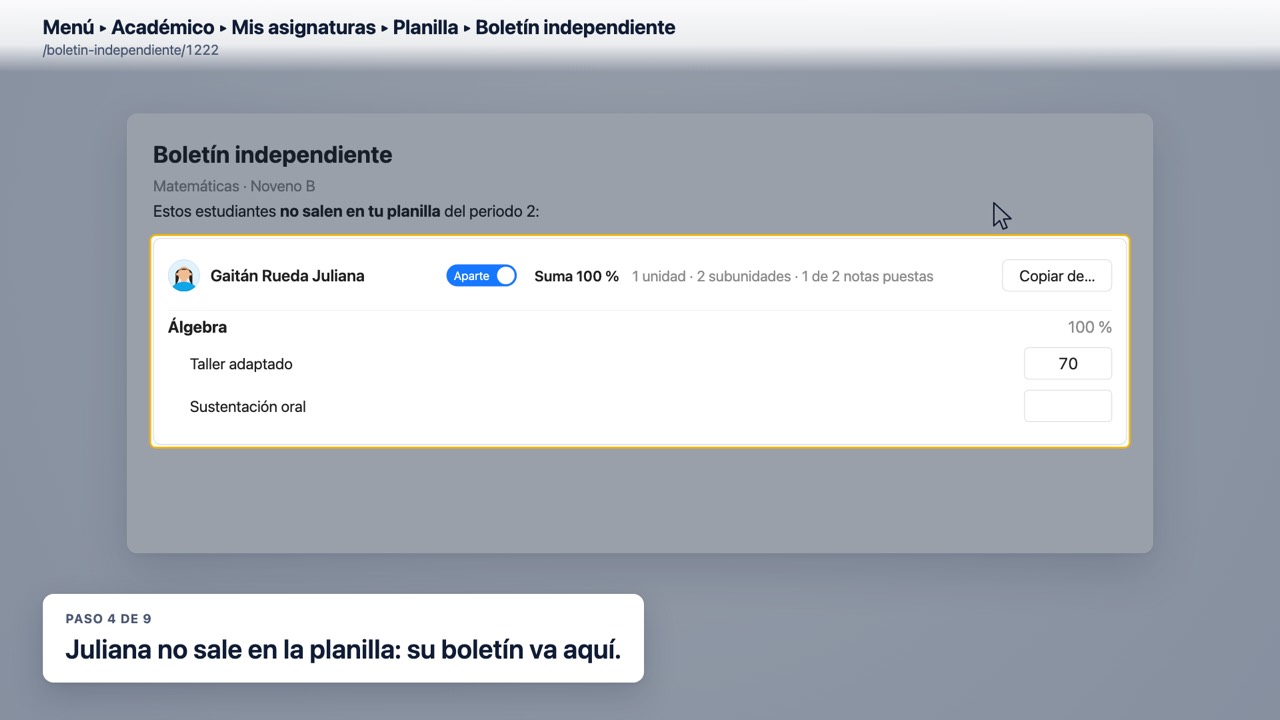 Menú ▸ Académico ▸ Mis asignaturas ▸ Planilla ▸ Boletín independiente
/boletin-independiente/1222
Boletín independiente
Matemáticas · Noveno B
Estos estudiantes no salen en tu planilla del periodo 2:
Gaitán Rueda Juliana Aparte Suma 100 % 1 unidad · 2 subunidades · 1 de 2 notas puestas Copiar de...
Álgebra 100 %
Taller adaptado 70
Sustentación oral
PASO 4 DE 9
Juliana no sale en la planilla: su boletín va aquí.